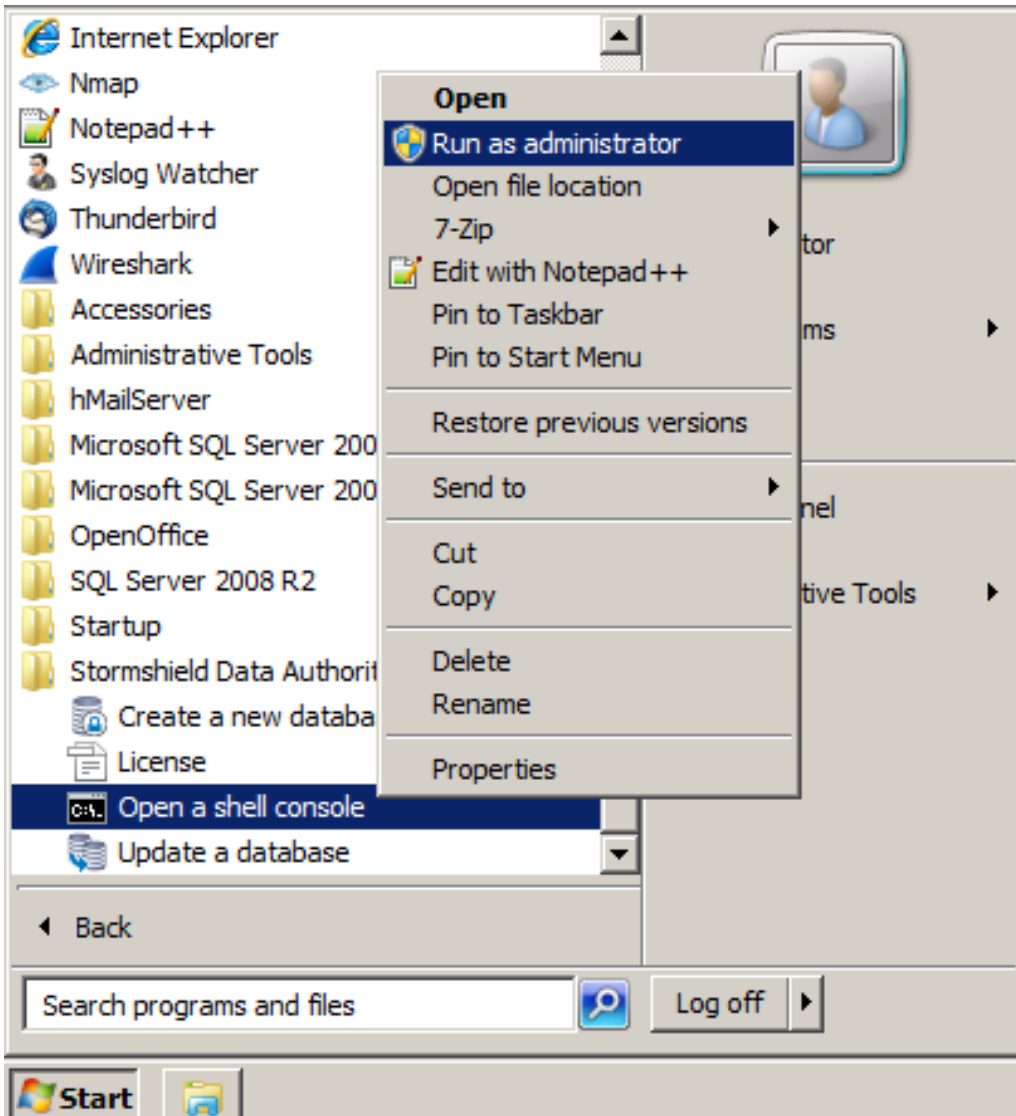 Internet Explorer
Nmap
Notepad++
Syslog Watcher
Thunderbird
Wireshark
Accessories
Administrative Tools
hMailServer
Microsoft SQL Server 200
Microsoft SQL Server 200
OpenOffice
SQL Server 2008 R2
Startup
Stormshield Data Authorit
Create a new databa
License
C:\.
Open a shell console
Update a database
Back
Search programs and files
Open
Run as administrator
Open file location
7-Zip
Edit with Notepad++
Pin to Taskbar
Pin to Start Menu
Restore previous versions
Send to
Cut
Copy
Delete
Rename
Properties
tor
ms
nel
tive Tools
Log off
Start